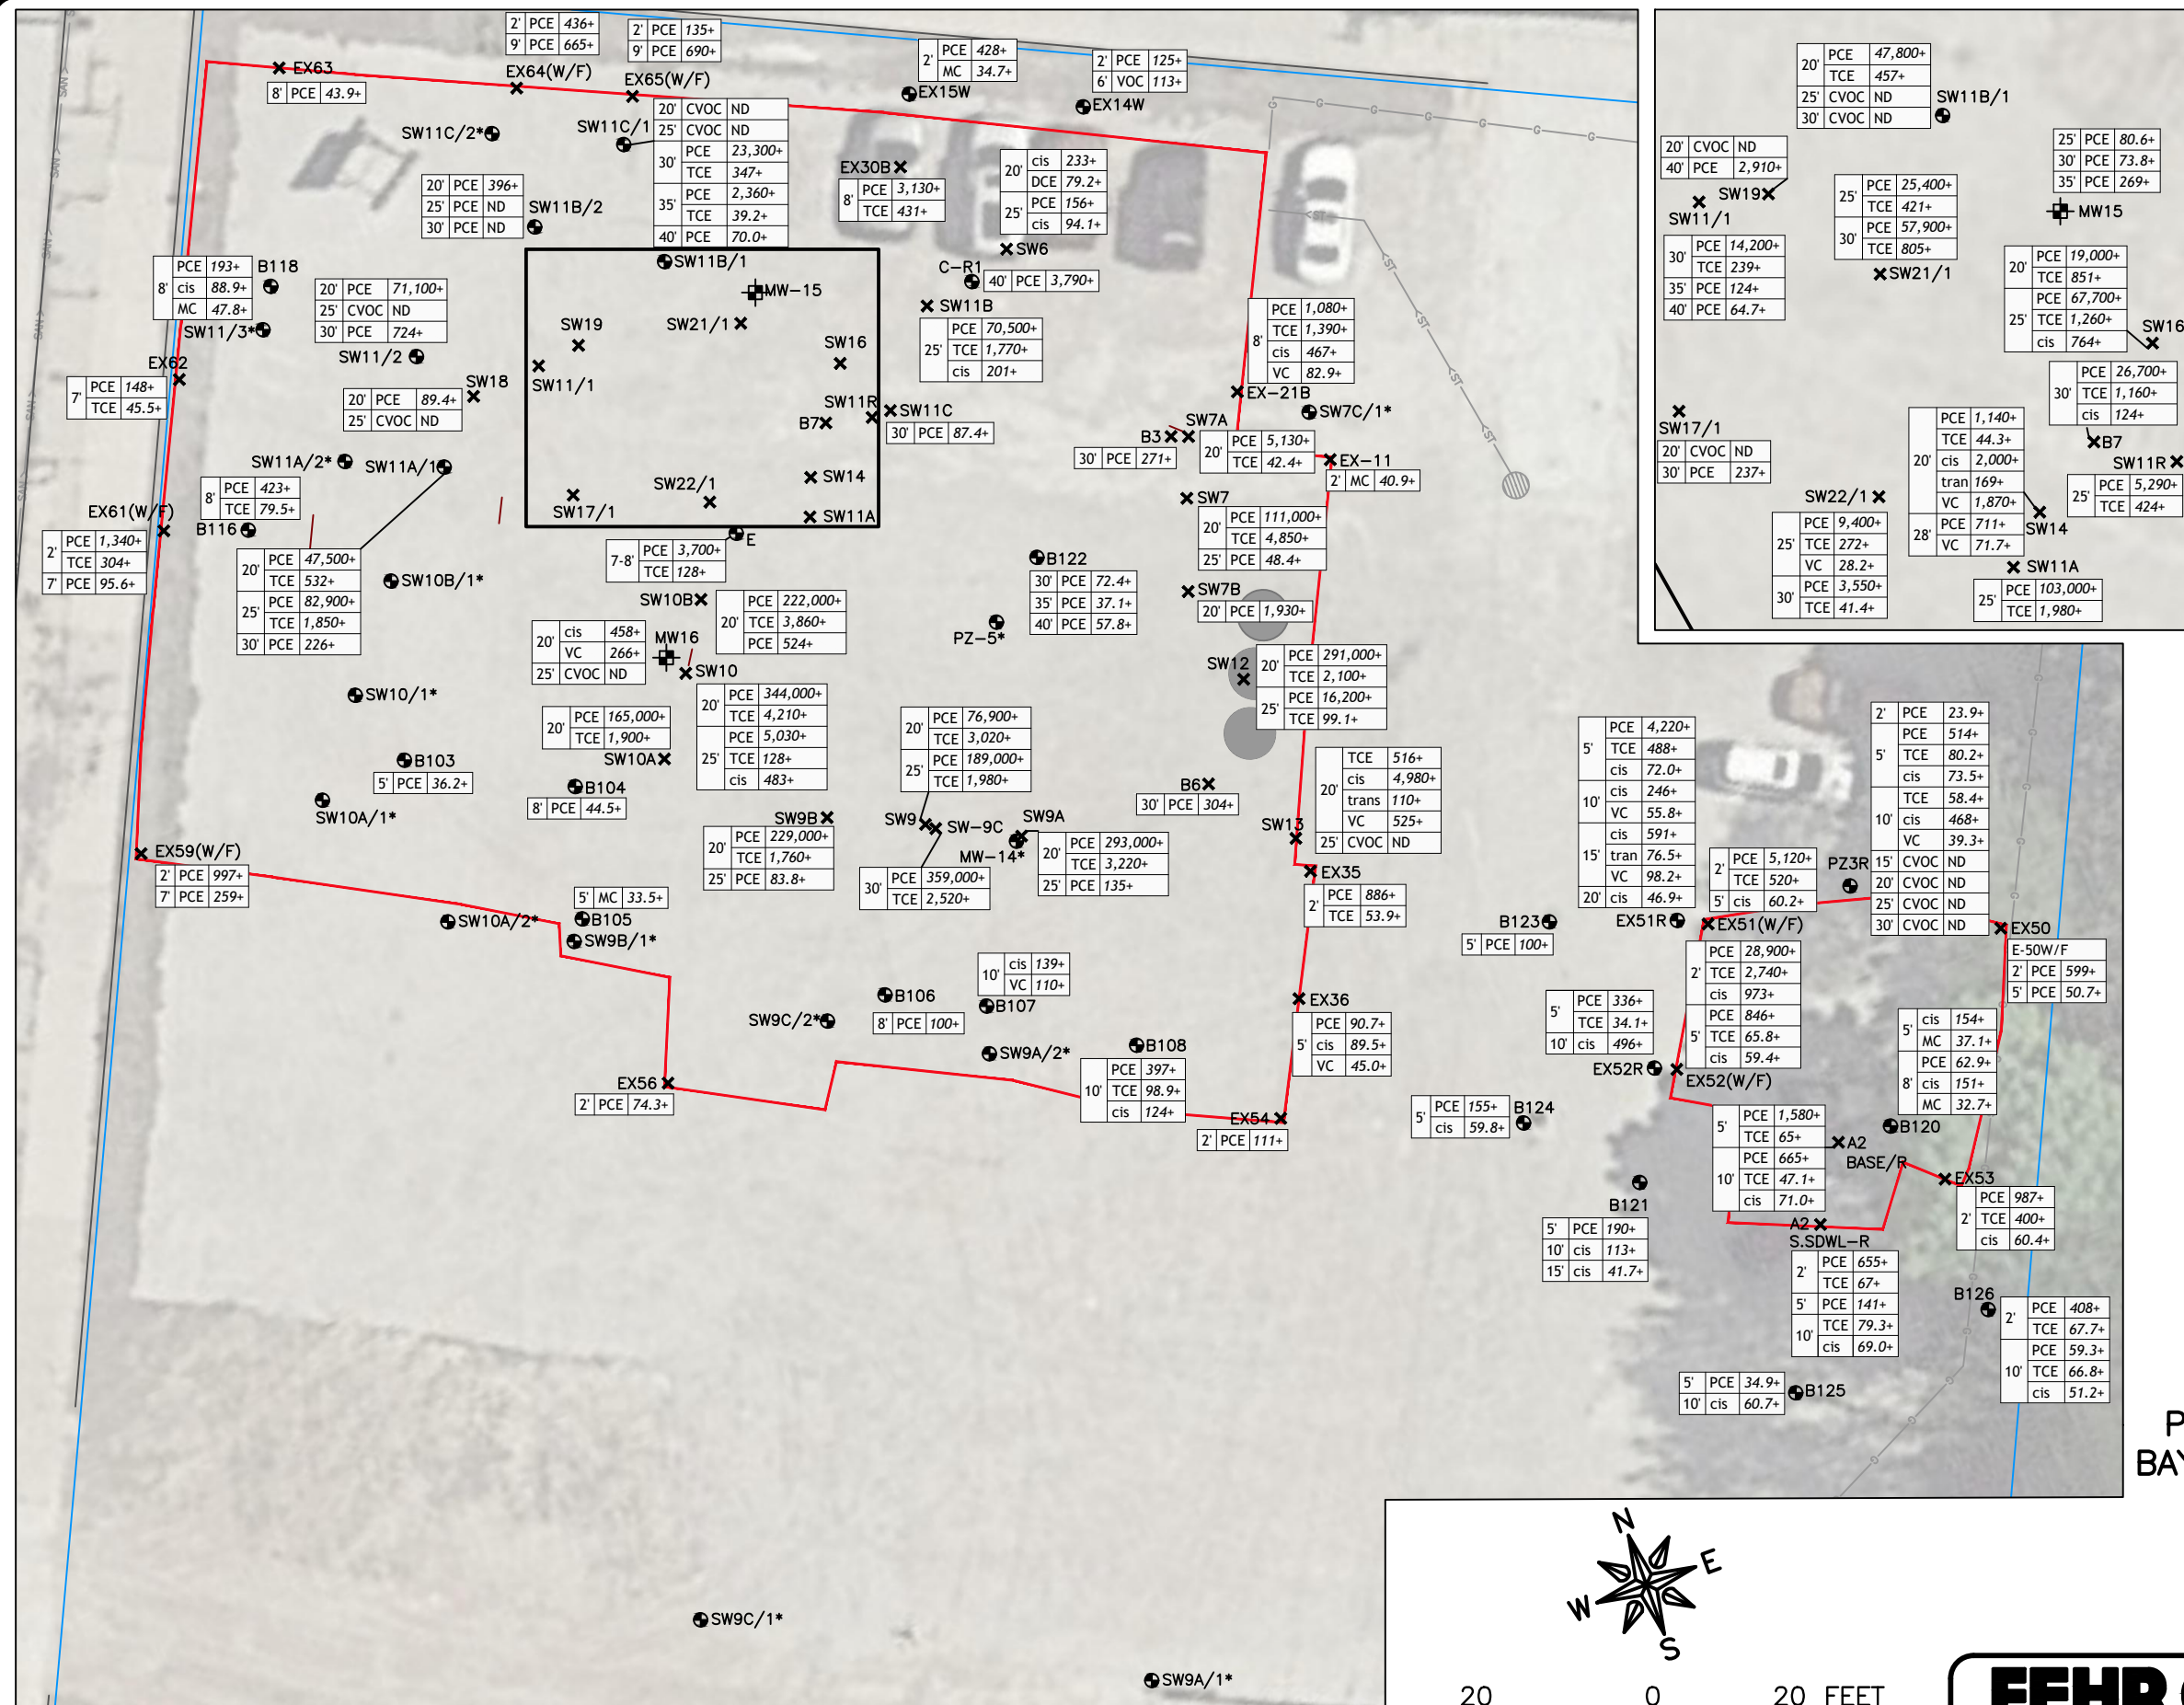 2' PCE 436+
9' PCE 665+
EX64(W/F)
2' PCE 135+
9' PCE 690+
EX65(W/F)
EX63
8' PCE 43.9+
2' PCE 428+
MC 34.7+
EX15W
2' PCE 125+
6' VOC 113+
EX14W
SW11C/2*
SW11C/1
20' CVOC ND
25' CVOC ND
30' PCE 23,300+
TCE 347+
35' PCE 2,360+
TCE 39.2+
40' PCE 70.0+
EX30B
8' PCE 3,130+
TCE 431+
20' cis 233+
DCE 79.2+
25' PCE 156+
cis 94.1+
SW6
20' PCE 396+
25' PCE ND
30' PCE ND
SW11B/2
C-R1
40' PCE 3,790+
8' PCE 193+
cis 88.9+
MC 47.8+
B118
SW11/3*
20' PCE 71,100+
25' CVOC ND
30' PCE 724+
SW11/2
SW11B/1
MW-15
SW19
SW21/1
SW16
SW11/1
SW11R
B7
SW14
SW22/1
SW17/1
SW11A
SW11B
25' PCE 70,500+
TCE 1,770+
cis 201+
8' PCE 1,080+
TCE 1,390+
cis 467+
VC 82.9+
EX-21B
EX62
7' PCE 148+
TCE 45.5+
SW18
20' PCE 89.4+
25' CVOC ND
SW11C
30' PCE 87.4+
SW7C/1*
SW7A
B3
30' PCE 271+
20' PCE 5,130+
TCE 42.4+
EX-11
2' MC 40.9+
SW11A/2*
SW11A/1
8' PCE 423+
TCE 79.5+
B116
EX61(W/F)
2' PCE 1,340+
TCE 304+
7' PCE 95.6+
20' PCE 47,500+
TCE 532+
25' PCE 82,900+
TCE 1,850+
30' PCE 226+
SW10B/1*
E
7-8' PCE 3,700+
TCE 128+
SW7
20' PCE 111,000+
TCE 4,850+
25' PCE 48.4+
B122
30' PCE 72.4+
35' PCE 37.1+
40' PCE 57.8+
SW7B
20' PCE 1,930+
SW10B
20' PCE 222,000+
TCE 3,860+
PCE 524+
PZ-5*
20' cis 458+
VC 266+
25' CVOC ND
MW16
SW10
20' PCE 344,000+
TCE 4,210+
25' PCE 5,030+
TCE 128+
cis 483+
SW12
20' PCE 291,000+
TCE 2,100+
25' PCE 16,200+
TCE 99.1+
SW10/1*
20' PCE 165,000+
TCE 1,900+
SW10A
20' PCE 76,900+
TCE 3,020+
25' PCE 189,000+
TCE 1,980+
B103
5' PCE 36.2+
SW10A/1*
B104
8' PCE 44.5+
B6
30' PCE 304+
20' TCE 516+
cis 4,980+
trans 110+
VC 525+
25' CVOC ND
SW13
SW9B
20' PCE 229,000+
TCE 1,760+
25' PCE 83.8+
SW9
SW-9C
SW9A
MW-14*
20' PCE 293,000+
TCE 3,220+
25' PCE 135+
30' PCE 359,000+
TCE 2,520+
EX59(W/F)
2' PCE 997+
7' PCE 259+
EX35
2' PCE 886+
TCE 53.9+
5' MC 33.5+
B105
SW9B/1*
SW10A/2*
10' cis 139+
VC 110+
B107
B106
8' PCE 100+
SW9C/2*
SW9A/2*
EX36
5' PCE 90.7+
cis 89.5+
VC 45.0+
B108
10' PCE 397+
TCE 98.9+
cis 124+
EX56
2' PCE 74.3+
EX54
2' PCE 111+
SW9C/1*
SW9A/1*
5' PCE 4,220+
TCE 488+
cis 72.0+
10' cis 246+
VC 55.8+
15' cis 591+
tran 76.5+
VC 98.2+
20' cis 46.9+
2' PCE 5,120+
TCE 520+
5' cis 60.2+
PZ3R
2' PCE 23.9+
5' PCE 514+
TCE 80.2+
cis 73.5+
10' TCE 58.4+
cis 468+
VC 39.3+
15' CVOC ND
20' CVOC ND
25' CVOC ND
30' CVOC ND
B123
5' PCE 100+
EX51R
EX51(W/F)
EX50
E-50W/F
2' PCE 599+
5' PCE 50.7+
2' PCE 28,900+
TCE 2,740+
cis 973+
5' PCE 846+
TCE 65.8+
cis 59.4+
5' PCE 336+
TCE 34.1+
10' cis 496+
EX52R
EX52(W/F)
5' cis 154+
MC 37.1+
8' PCE 62.9+
cis 151+
MC 32.7+
B120
5' PCE 155+
cis 59.8+
B124
5' PCE 1,580+
TCE 65+
10' PCE 665+
TCE 47.1+
cis 71.0+
A2
BASE/R
EX53
2' PCE 987+
TCE 400+
cis 60.4+
B121
5' PCE 190+
10' cis 113+
15' cis 41.7+
A2
S.SDWL-R
2' PCE 655+
TCE 67+
5' PCE 141+
10' TCE 79.3+
cis 69.0+
B126
2' PCE 408+
TCE 67.7+
10' PCE 59.3+
TCE 66.8+
cis 51.2+
5' PCE 34.9+
10' cis 60.7+
B125
20' PCE 47,800+
TCE 457+
25' CVOC ND
30' CVOC ND
SW11B/1
20' CVOC ND
40' PCE 2,910+
SW19
SW11/1
30' PCE 14,200+
TCE 239+
35' PCE 124+
40' PCE 64.7+
25' PCE 25,400+
TCE 421+
30' PCE 57,900+
TCE 805+
SW21/1
25' PCE 80.6+
30' PCE 73.8+
35' PCE 269+
MW15
20' PCE 19,000+
TCE 851+
25' PCE 67,700+
TCE 1,260+
cis 764+
SW16
30' PCE 26,700+
TCE 1,160+
cis 124+
B7
SW11R
25' PCE 5,290+
TCE 424+
SW17/1
20' CVOC ND
30' PCE 237+
20' PCE 1,140+
TCE 44.3+
cis 2,000+
tran 169+
VC 1,870+
28' PCE 711+
VC 71.7+
SW14
SW22/1
25' PCE 9,400+
TCE 272+
VC 28.2+
30' PCE 3,550+
TCE 41.4+
SW11A
25' PCE 103,000+
TCE 1,980+
<ST
<ST
<ST
<ST
G G G G G G
SAN >
P
BAY
N
E
W
S
20 0 20 FEET
FEHR